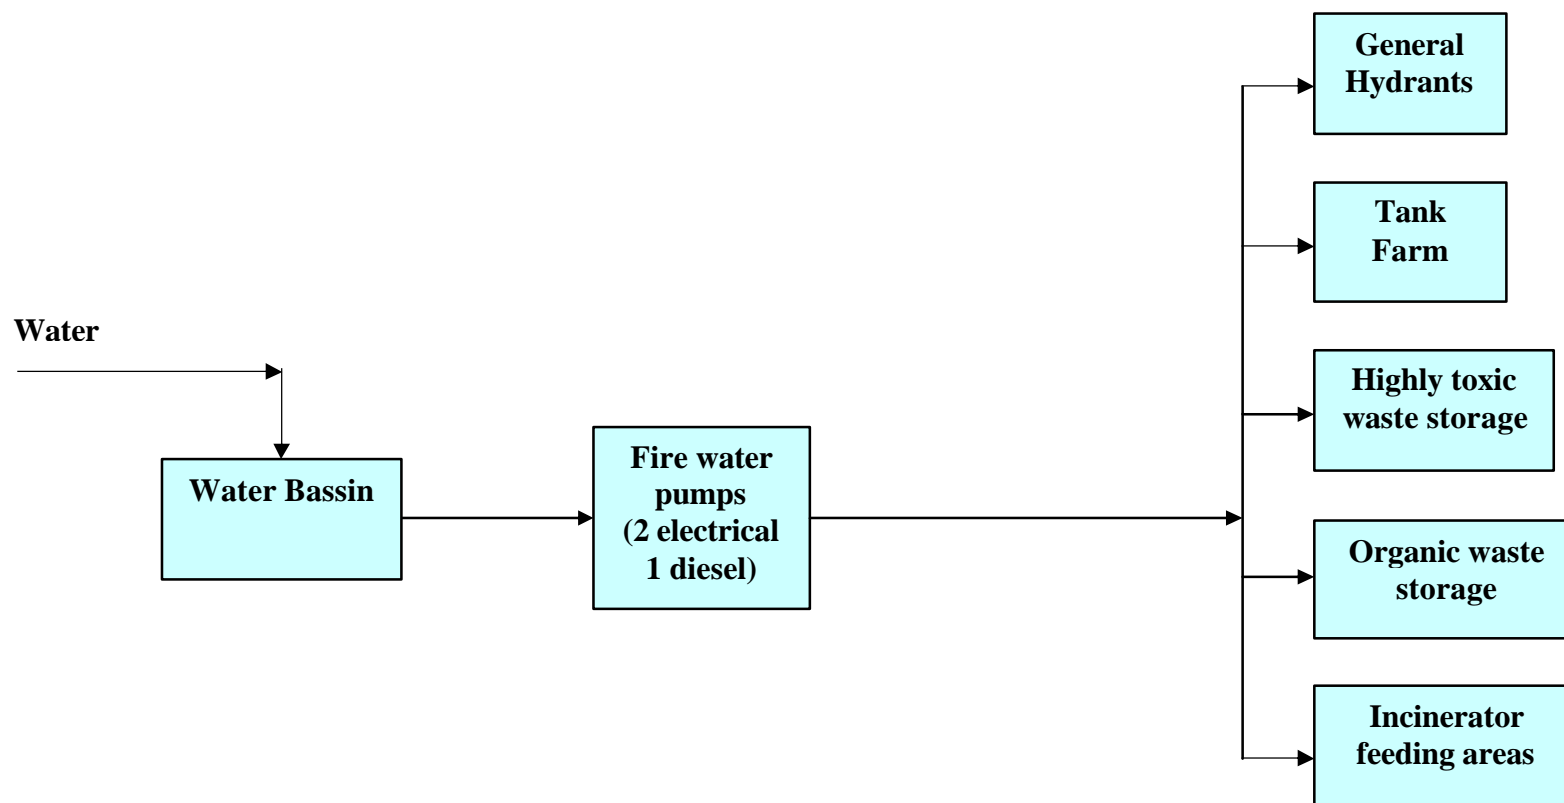 Water
Water Bassin
Fire water
pumps
(2 electrical
1 diesel)
General
Hydrants
Tank
Farm
Highly toxic
waste storage
Organic waste
storage
Incinerator
feeding areas